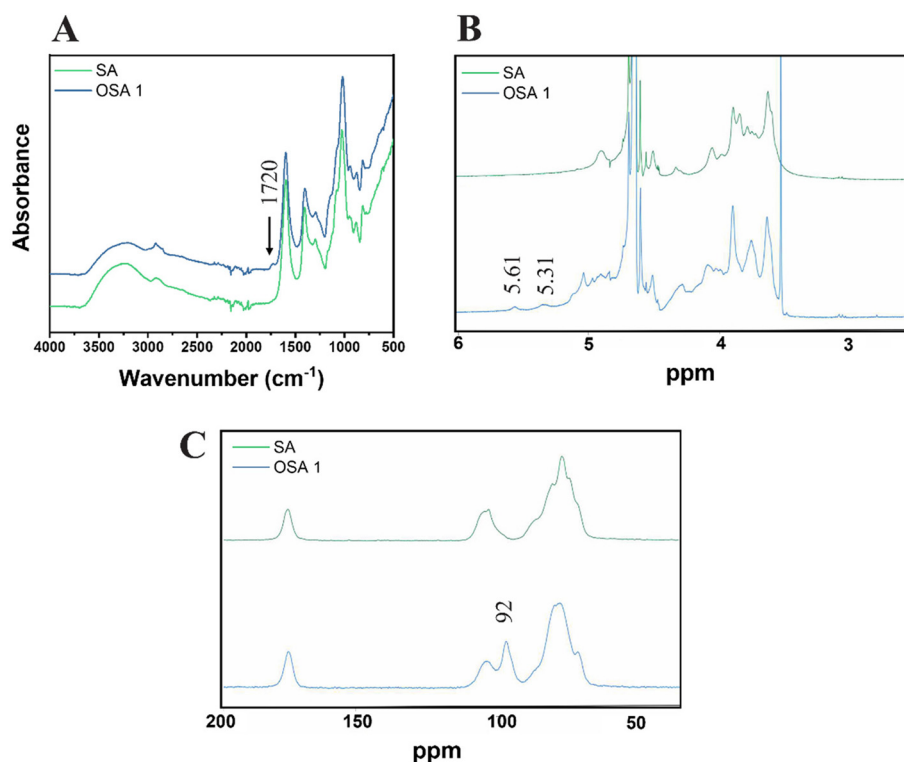 A
SA
OSA 1
1720
Absorbance
4000 3500 3000 2500 2000 1500 1000 500
Wavenumber (cm⁻¹)
B
SA
OSA 1
5.61
5.31
6 5 4 3
ppm
C
SA
OSA 1
92
200 150 100 50
ppm